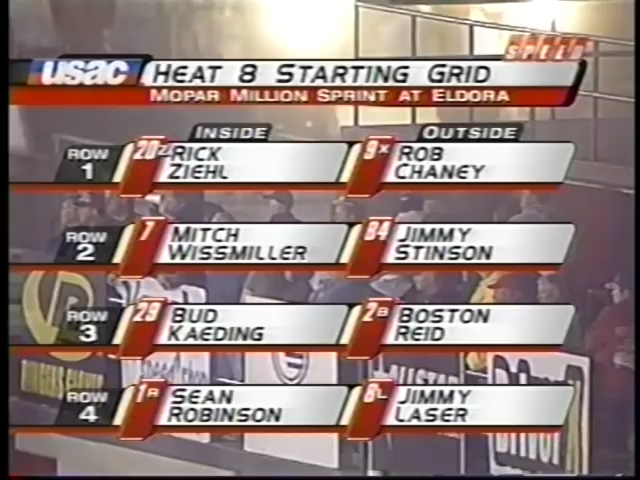 SPEED
usac HEAT 8 STARTING GRID
MOPAR MILLION SPRINT AT ELDORA
INSIDE OUTSIDE
ROW 1 20Z RICK ZIEHL 9X ROB CHANEY
ROW 2 7 MITCH WISSMILLER 84 JIMMY STINSON
ROW 3 29 BUD KAEDING 2B BOSTON REID
ROW 4 1R SEAN ROBINSON 8L JIMMY LASER